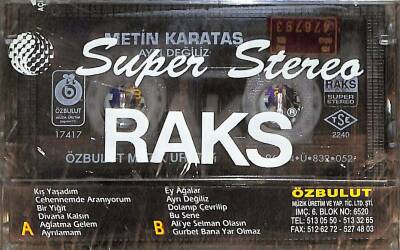 478793
METİN KARATAŞ
AYRI DEĞİLİZ
Super Stereo
ÖZBULUT
17417
RAKS
SUPER
STEREO
TSE
2240
RAKS
ÖZBULUT
Kış Yaşadım
Cehennemde Aranıyorum
Bir Yiğit
Divana Kalsın
A Ağlatma Gelem
Ayrılamam
Ey Ağalar
Ayrı Değiliz
Dolanıp Çevrilip
Bu Sene
B Ali'ye Selman Olasın
Gurbet Bana Yar Olmaz
ÖZBULUT
MÜZİK ÜRETİM VE YAP. TİC. LTD. ŞTİ.
İMÇ. 6. BLOK NO: 6520
TEL: 513 05 50 - 513 32 65
FAX: 512 62 72 - 527 48 03